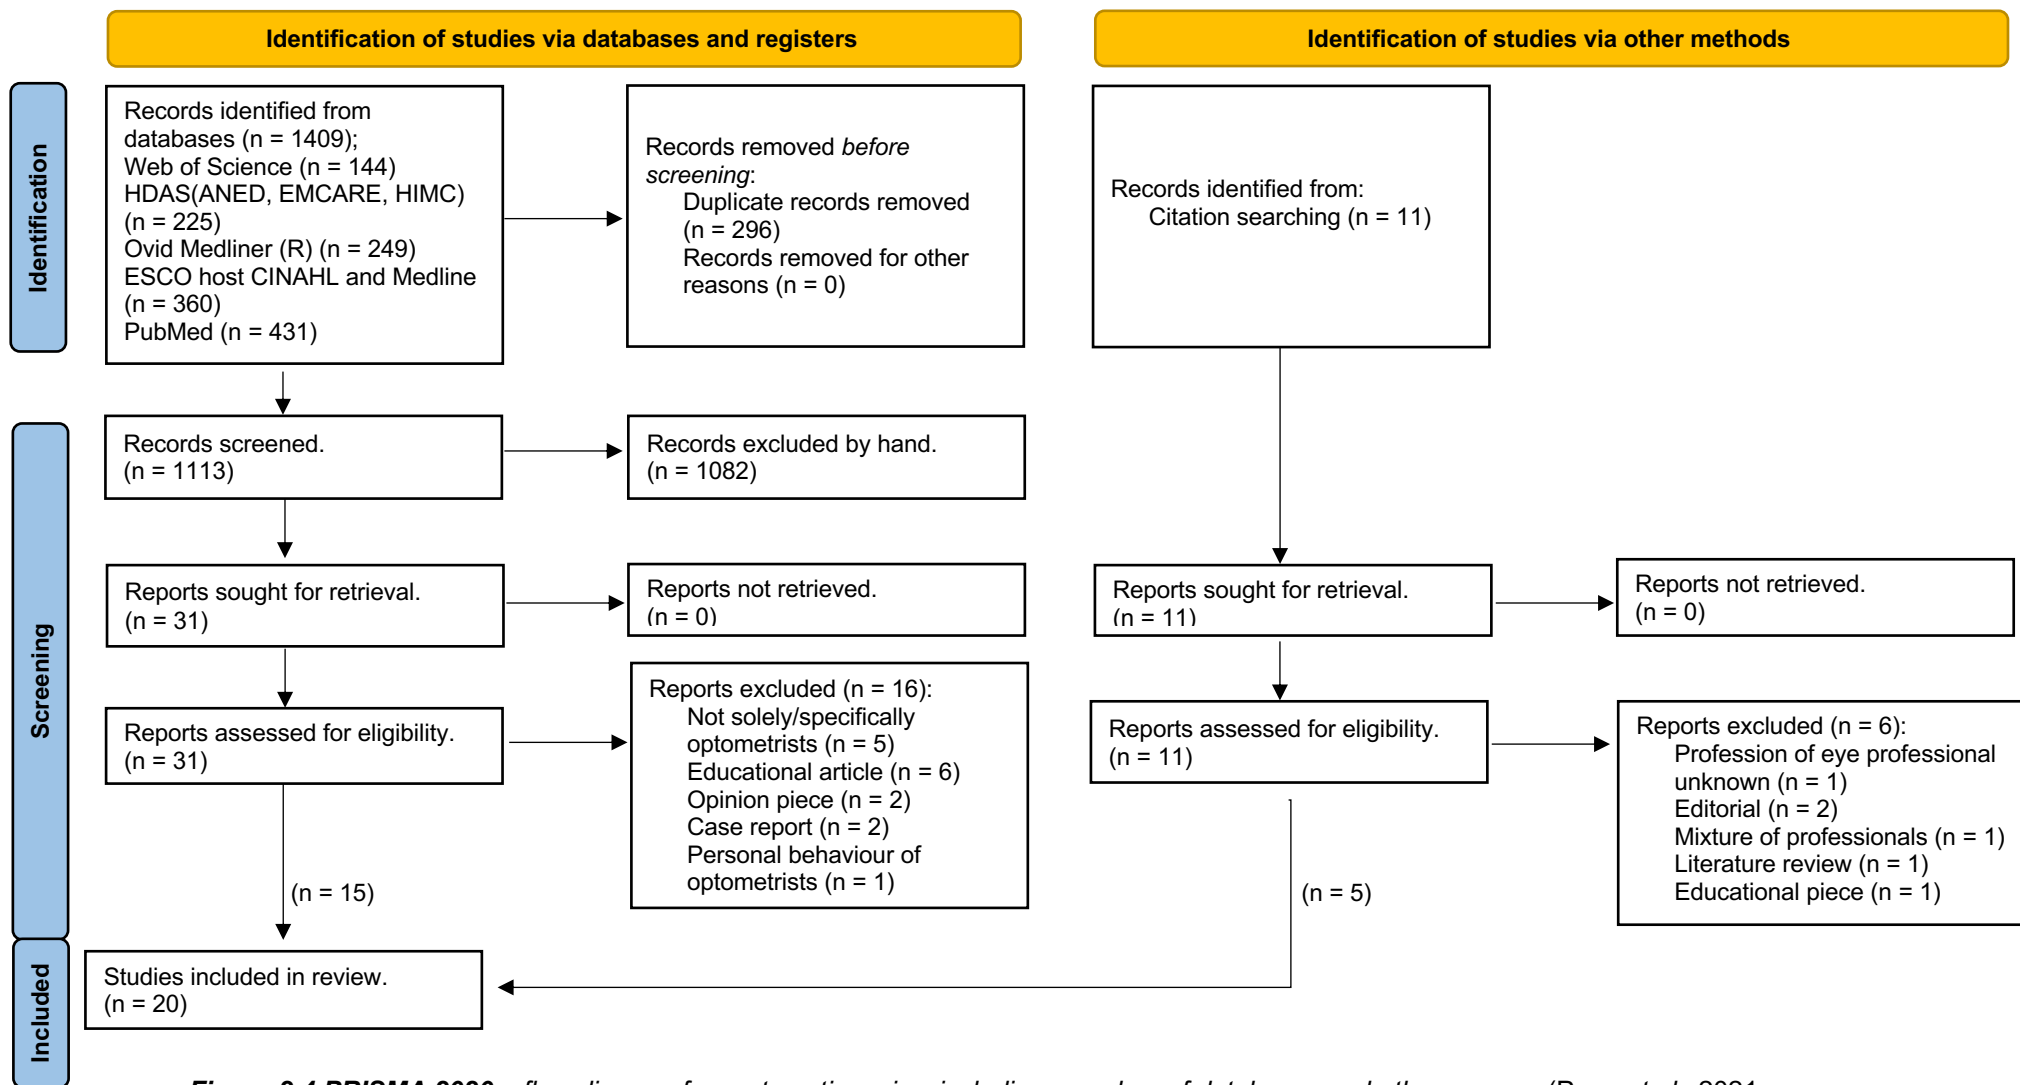 Identification of studies via databases and registers
Identification of studies via other methods
Identification
Records identified from
databases (n = 1409);
Web of Science (n = 144)
HDAS(ANED, EMCARE, HIMC)
(n = 225)
Ovid Medliner (R) (n = 249)
ESCO host CINAHL and Medline
(n = 360)
PubMed (n = 431)
Records removed before
screening:
Duplicate records removed
(n = 296)
Records removed for other
reasons (n = 0)
Records identified from:
Citation searching (n = 11)
Screening
Records screened.
(n = 1113)
Records excluded by hand.
(n = 1082)
Reports sought for retrieval.
(n = 31)
Reports not retrieved.
(n = 0)
Reports sought for retrieval.
(n = 11)
Reports not retrieved.
(n = 0)
Reports assessed for eligibility.
(n = 31)
Reports excluded (n = 16):
Not solely/specifically
optometrists (n = 5)
Educational article (n = 6)
Opinion piece (n = 2)
Case report (n = 2)
Personal behaviour of
optometrists (n = 1)
Reports assessed for eligibility.
(n = 11)
Reports excluded (n = 6):
Profession of eye professional
unknown (n = 1)
Editorial (n = 2)
Mixture of professionals (n = 1)
Literature review (n = 1)
Educational piece (n = 1)
(n = 15)
(n = 5)
Included
Studies included in review.
(n = 20)